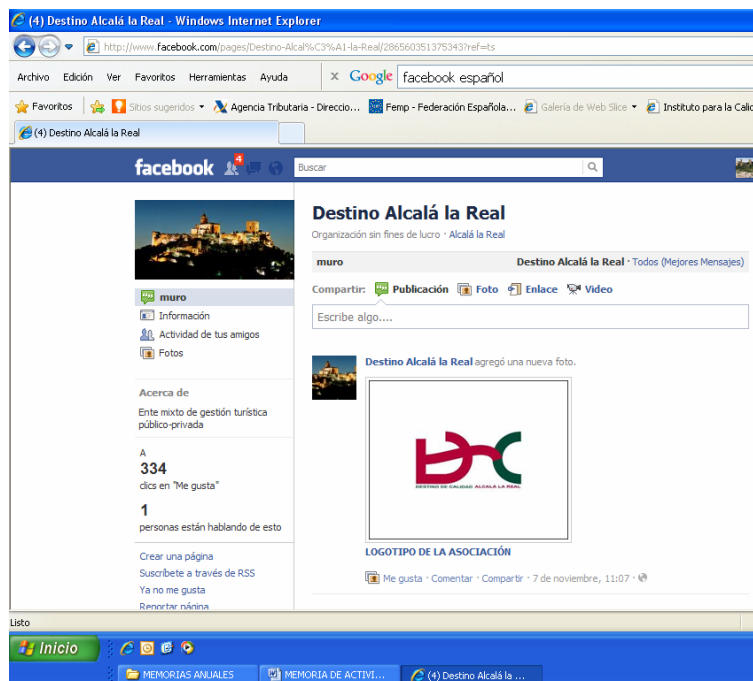 (4) Destino Alcalá la Real - Windows Internet Explorer
http://www.facebook.com/pages/Destino-Alcal%C3%A1-la-Real/286560351375343?ref=ts
Archivo Edición Ver Favoritos Herramientas Ayuda
x Google facebook español
Favoritos Sitios sugeridos Agencia Tributaria - Direccio... Femp - Federación Española... Galería de Web Slice Instituto para la Calid
(4) Destino Alcalá la Real
facebook 4 Buscar
Destino Alcalá la Real
Organización sin fines de lucro · Alcalá la Real
muro Destino Alcalá la Real · Todos (Mejores Mensajes)
Compartir: Publicación Foto Enlace Video
Escribe algo....
muro
Información
Actividad de tus amigos
Fotos
Acerca de
Ente mixto de gestión turística
público-privada
A
334
clics en "Me gusta"
1
personas están hablando de esto
Crear una página
Suscríbete a través de RSS
Ya no me gusta
Reportar página
Destino Alcalá la Real agregó una nueva foto.
DESTINO DE CALIDAD ALCALÁ LA REAL
LOGOTIPO DE LA ASOCIACIÓN
Me gusta · Comentar · Compartir · 7 de noviembre, 11:07 ·
Listo
Inicio
MEMORIAS ANUALES MEMORIA DE ACTIVI... (4) Destino Alcalá la ...